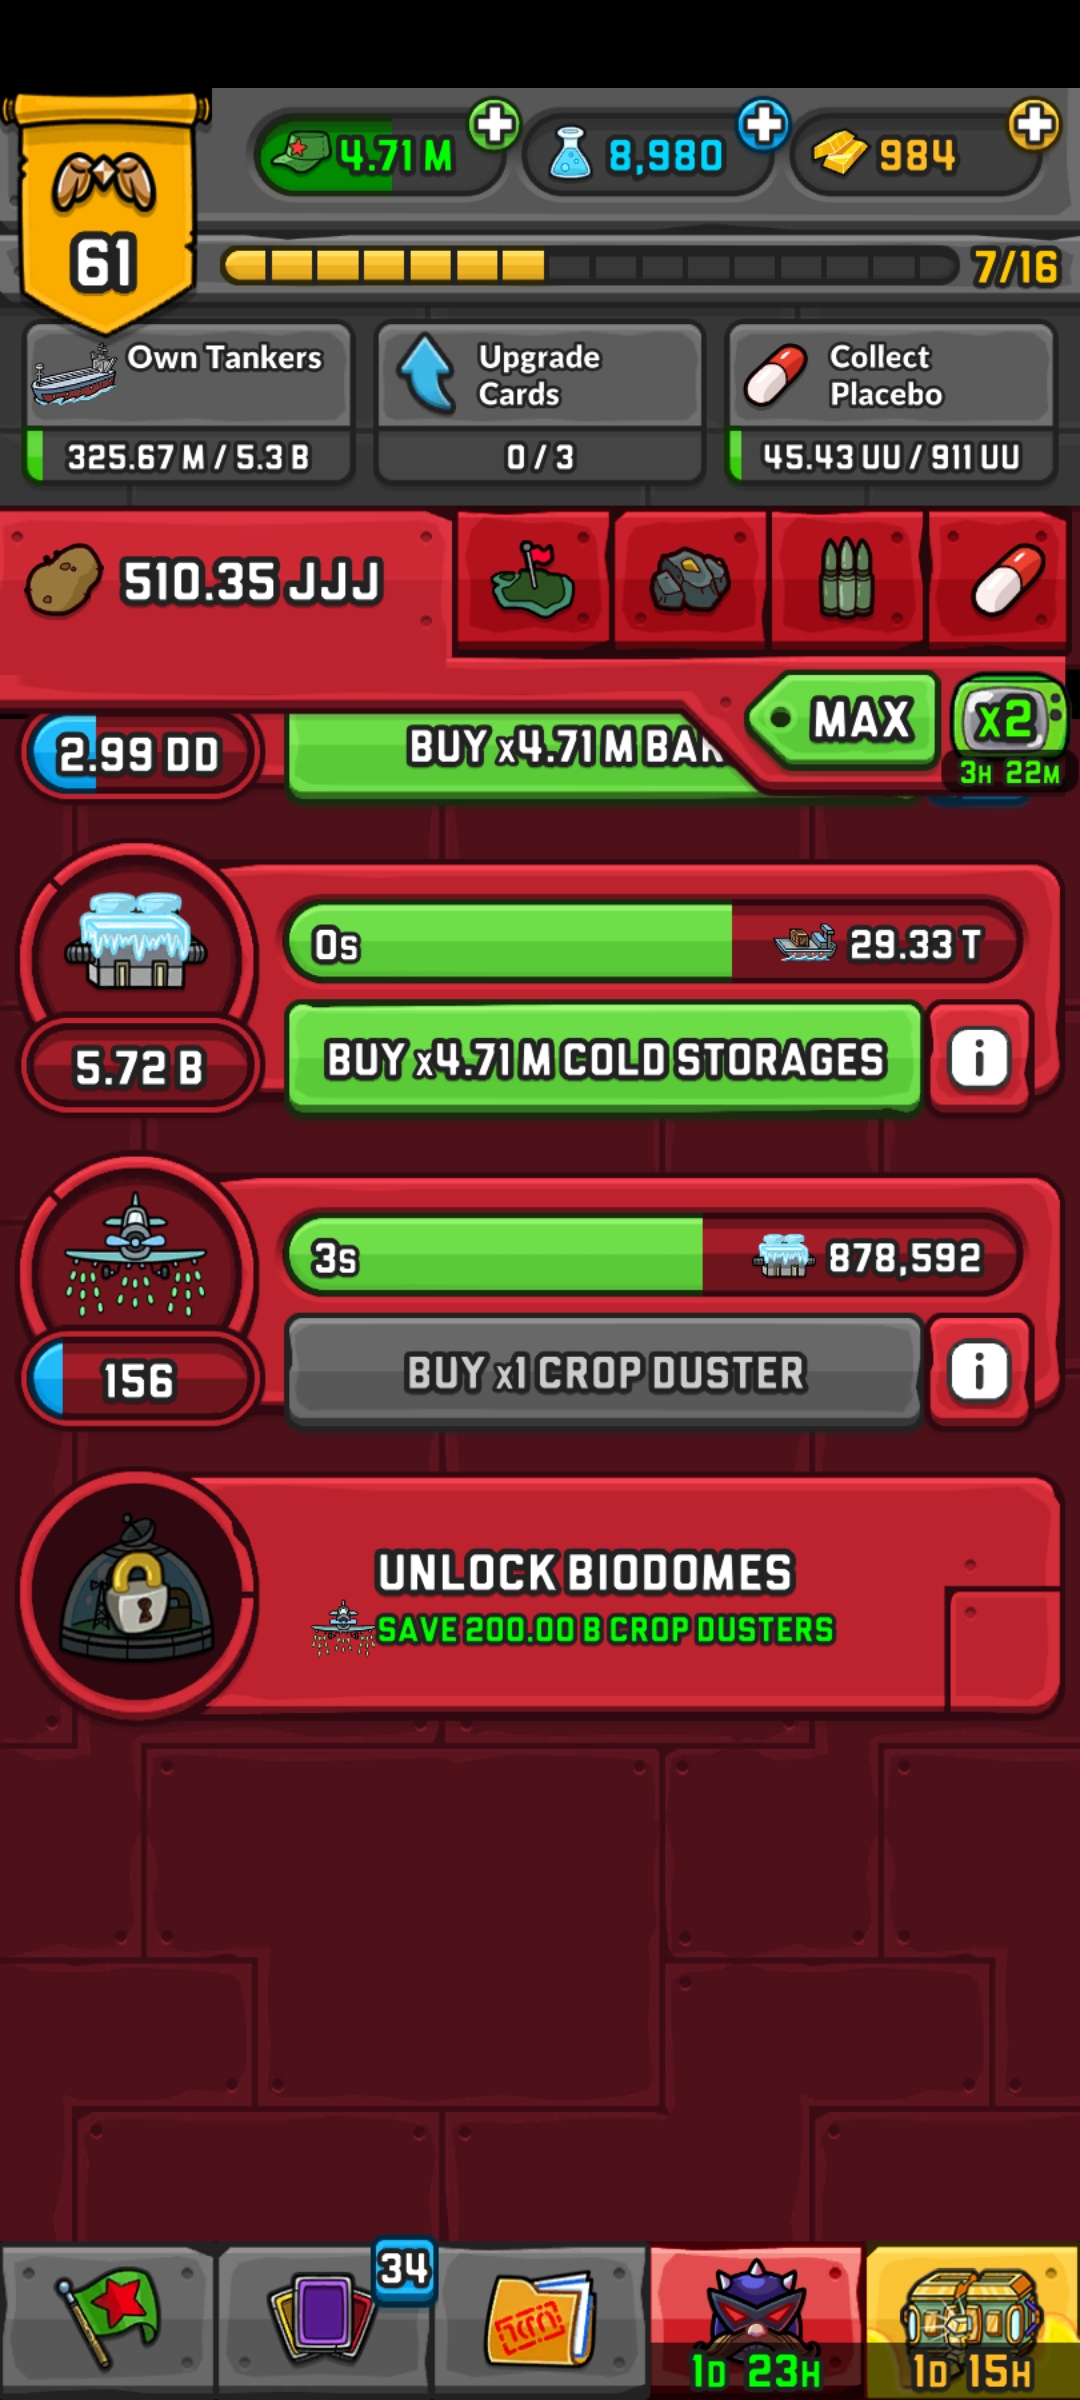 4.71 M
8,980
984
61
7/16
Own Tankers
325.67 M / 5.3 B
Upgrade
Cards
0 / 3
Collect
Placebo
45.43 UU / 911 UU
510.35 JJJ
MAX
x2
3H 22M
2.99 DD
BUY x4.71 M BAR
0s
29.33 T
5.72 B
BUY x4.71 M COLD STORAGES
i
3s
878,592
156
BUY x1 CROP DUSTER
i
UNLOCK BIODOMES
SAVE 200.00 B CROP DUSTERS
34
1D 23H
1D 15H